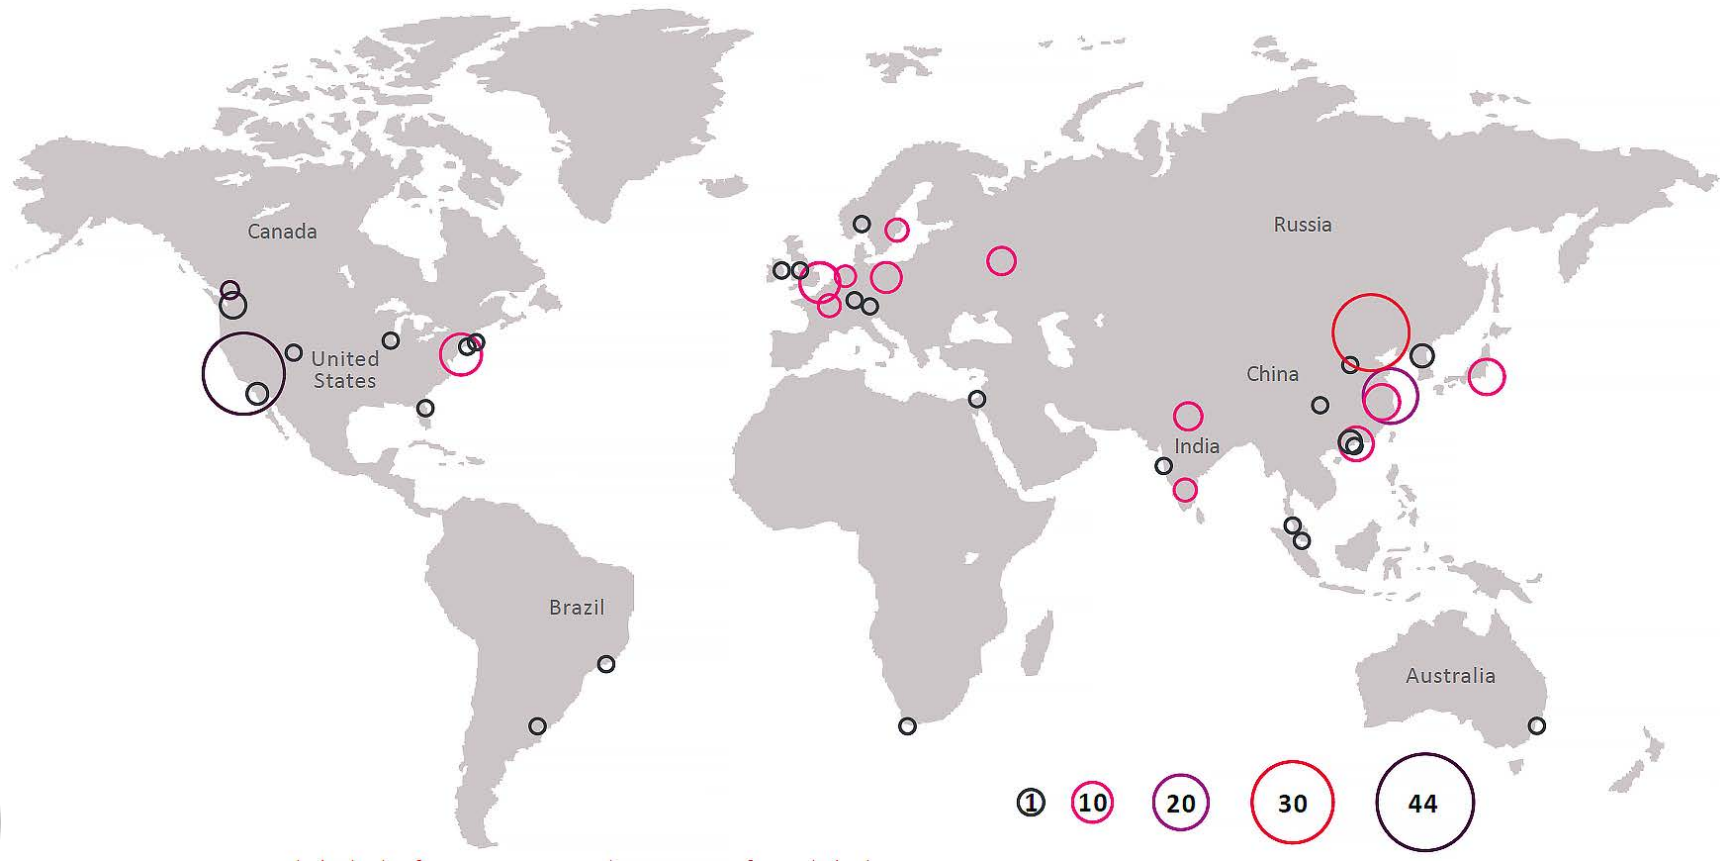 Canada
Russia
United
States
China
India
Brazil
Australia
1
10
20
30
44